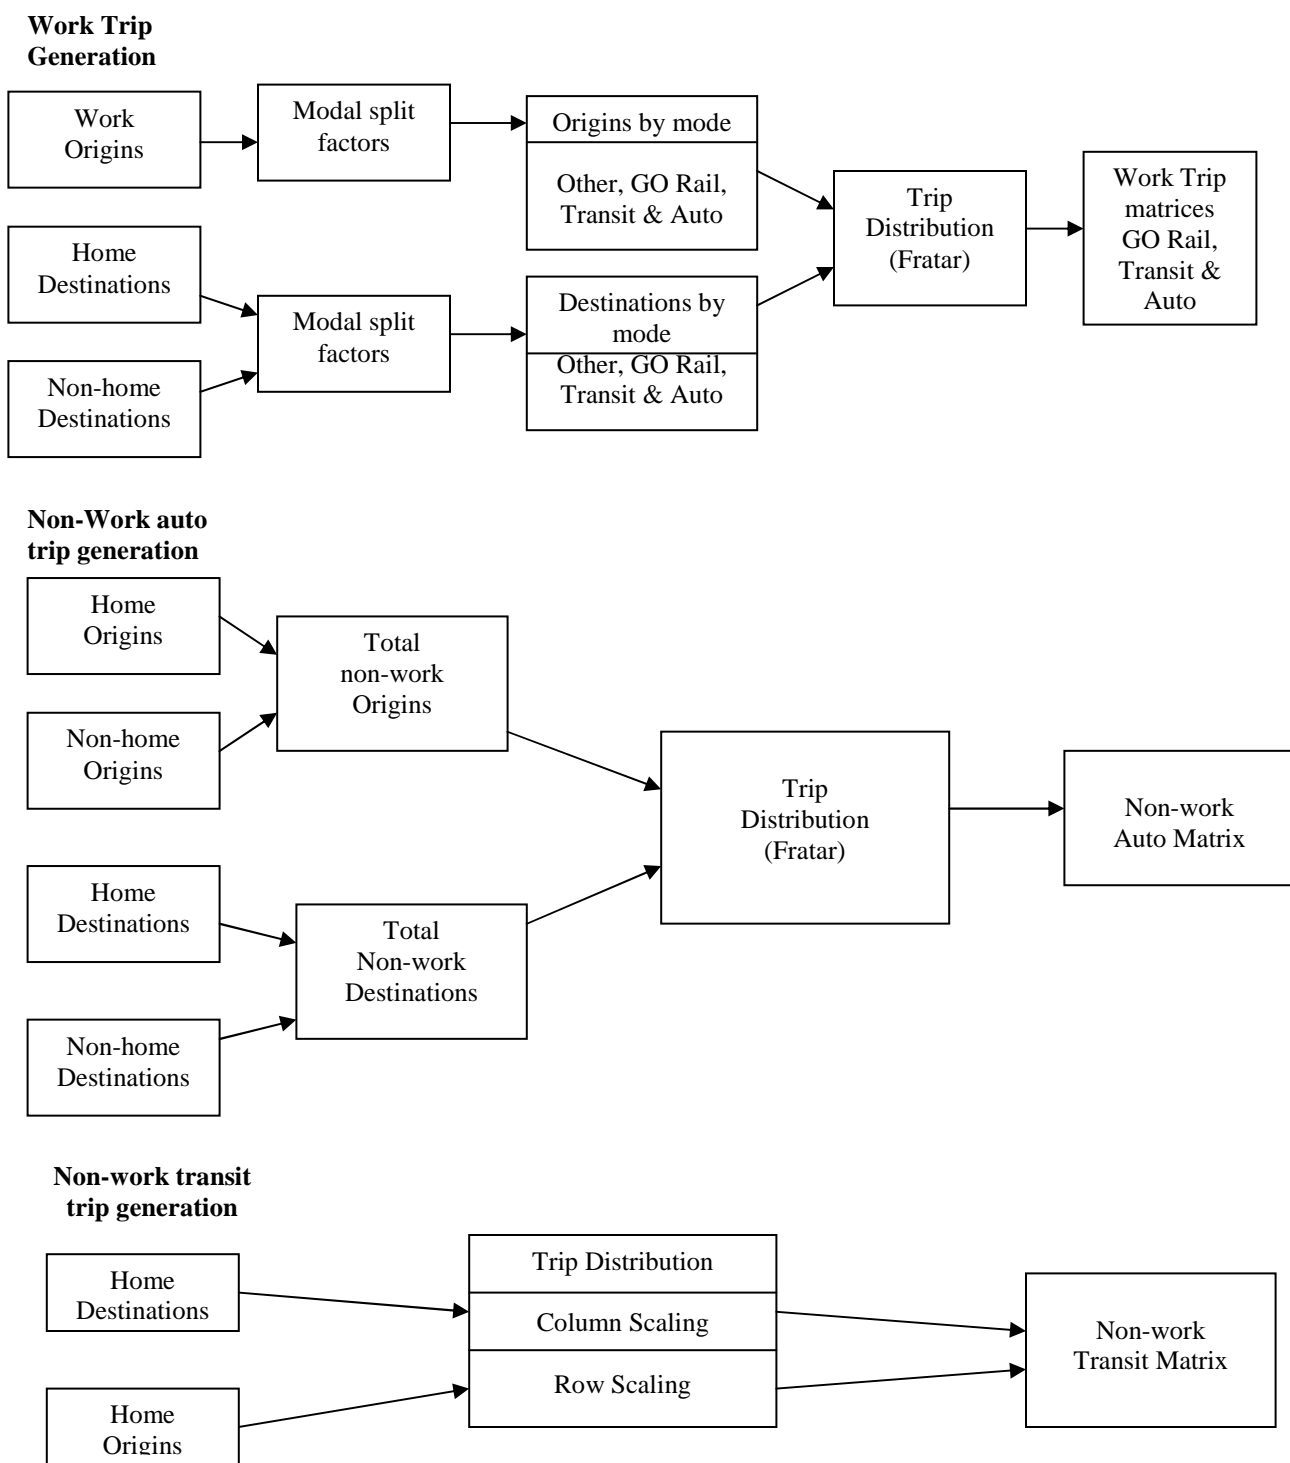 Work Trip
Generation
Work
Origins
Modal split
factors
Origins by mode
Other, GO Rail,
Transit & Auto
Home
Destinations
Non-home
Destinations
Modal split
factors
Destinations by
mode
Other, GO Rail,
Transit & Auto
Trip
Distribution
(Fratar)
Work Trip
matrices
GO Rail,
Transit &
Auto
Non-Work auto
trip generation
Home
Origins
Non-home
Origins
Total
non-work
Origins
Home
Destinations
Non-home
Destinations
Total
Non-work
Destinations
Trip
Distribution
(Fratar)
Non-work
Auto Matrix
Non-work transit
trip generation
Home
Destinations
Home
Origins
Trip Distribution
Column Scaling
Row Scaling
Non-work
Transit Matrix